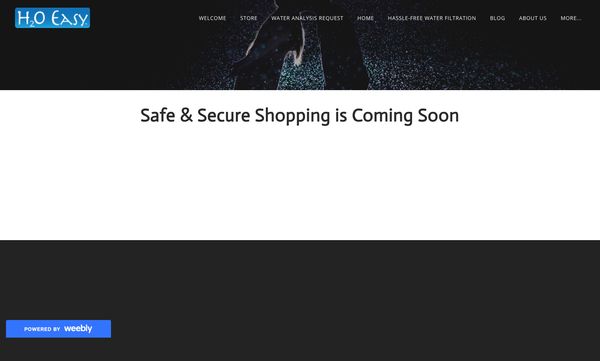 H2O Easy
WELCOME STORE WATER ANALYSIS REQUEST HOME HASSLE-FREE WATER FILTRATION BLOG ABOUT US MORE...
Safe & Secure Shopping is Coming Soon
POWERED BY weebly